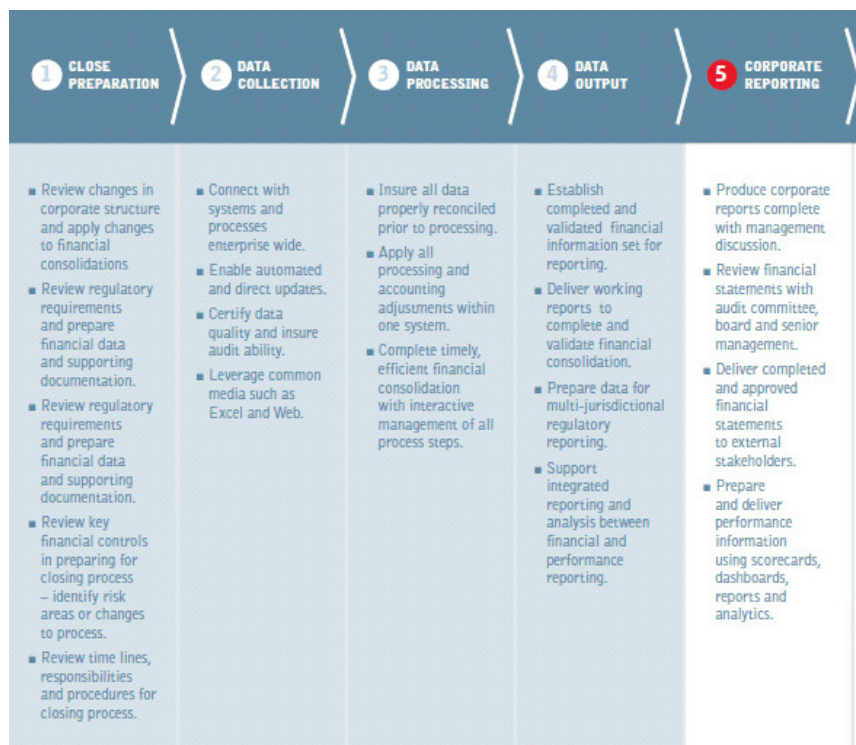 1 CLOSE
PREPARATION
2 DATA
COLLECTION
3 DATA
PROCESSING
4 DATA
OUTPUT
5 CORPORATE
REPORTING
▪ Review changes in
corporate structure
and apply changes
to financial
consolidations
▪ Review regulatory
requirements
and prepare
financial data
and supporting
documentation.
▪ Review regulatory
requirements
and prepare
financial data
and supporting
documentation.
▪ Review key
financial controls
in preparing for
closing process
– identify risk
areas or changes
to process.
▪ Review time lines,
responsibilities
and procedures for
closing process.
▪ Connect with
systems and
processes
enterprise wide.
▪ Enable automated
and direct updates.
▪ Certify data
quality and insure
audit ability.
▪ Leverage common
media such as
Excel and Web.
▪ Insure all data
properly reconciled
prior to processing.
▪ Apply all
processing and
accounting
adjustments within
one system.
▪ Complete timely,
efficient financial
consolidation
with interactive
management of all
process steps.
▪ Establish
completed and
validated financial
information set for
reporting.
▪ Deliver working
reports to
complete and
validate financial
consolidation.
▪ Prepare data for
multi-jurisdictional
regulatory
reporting.
▪ Support
integrated
reporting and
analysis between
financial and
performance
reporting.
▪ Produce corporate
reports complete
with management
discussion.
▪ Review financial
statements with
audit committee,
board and senior
management.
▪ Deliver completed
and approved
financial
statements
to external
stakeholders.
▪ Prepare
and deliver
performance
information
using scorecards,
dashboards,
reports and
analytics.